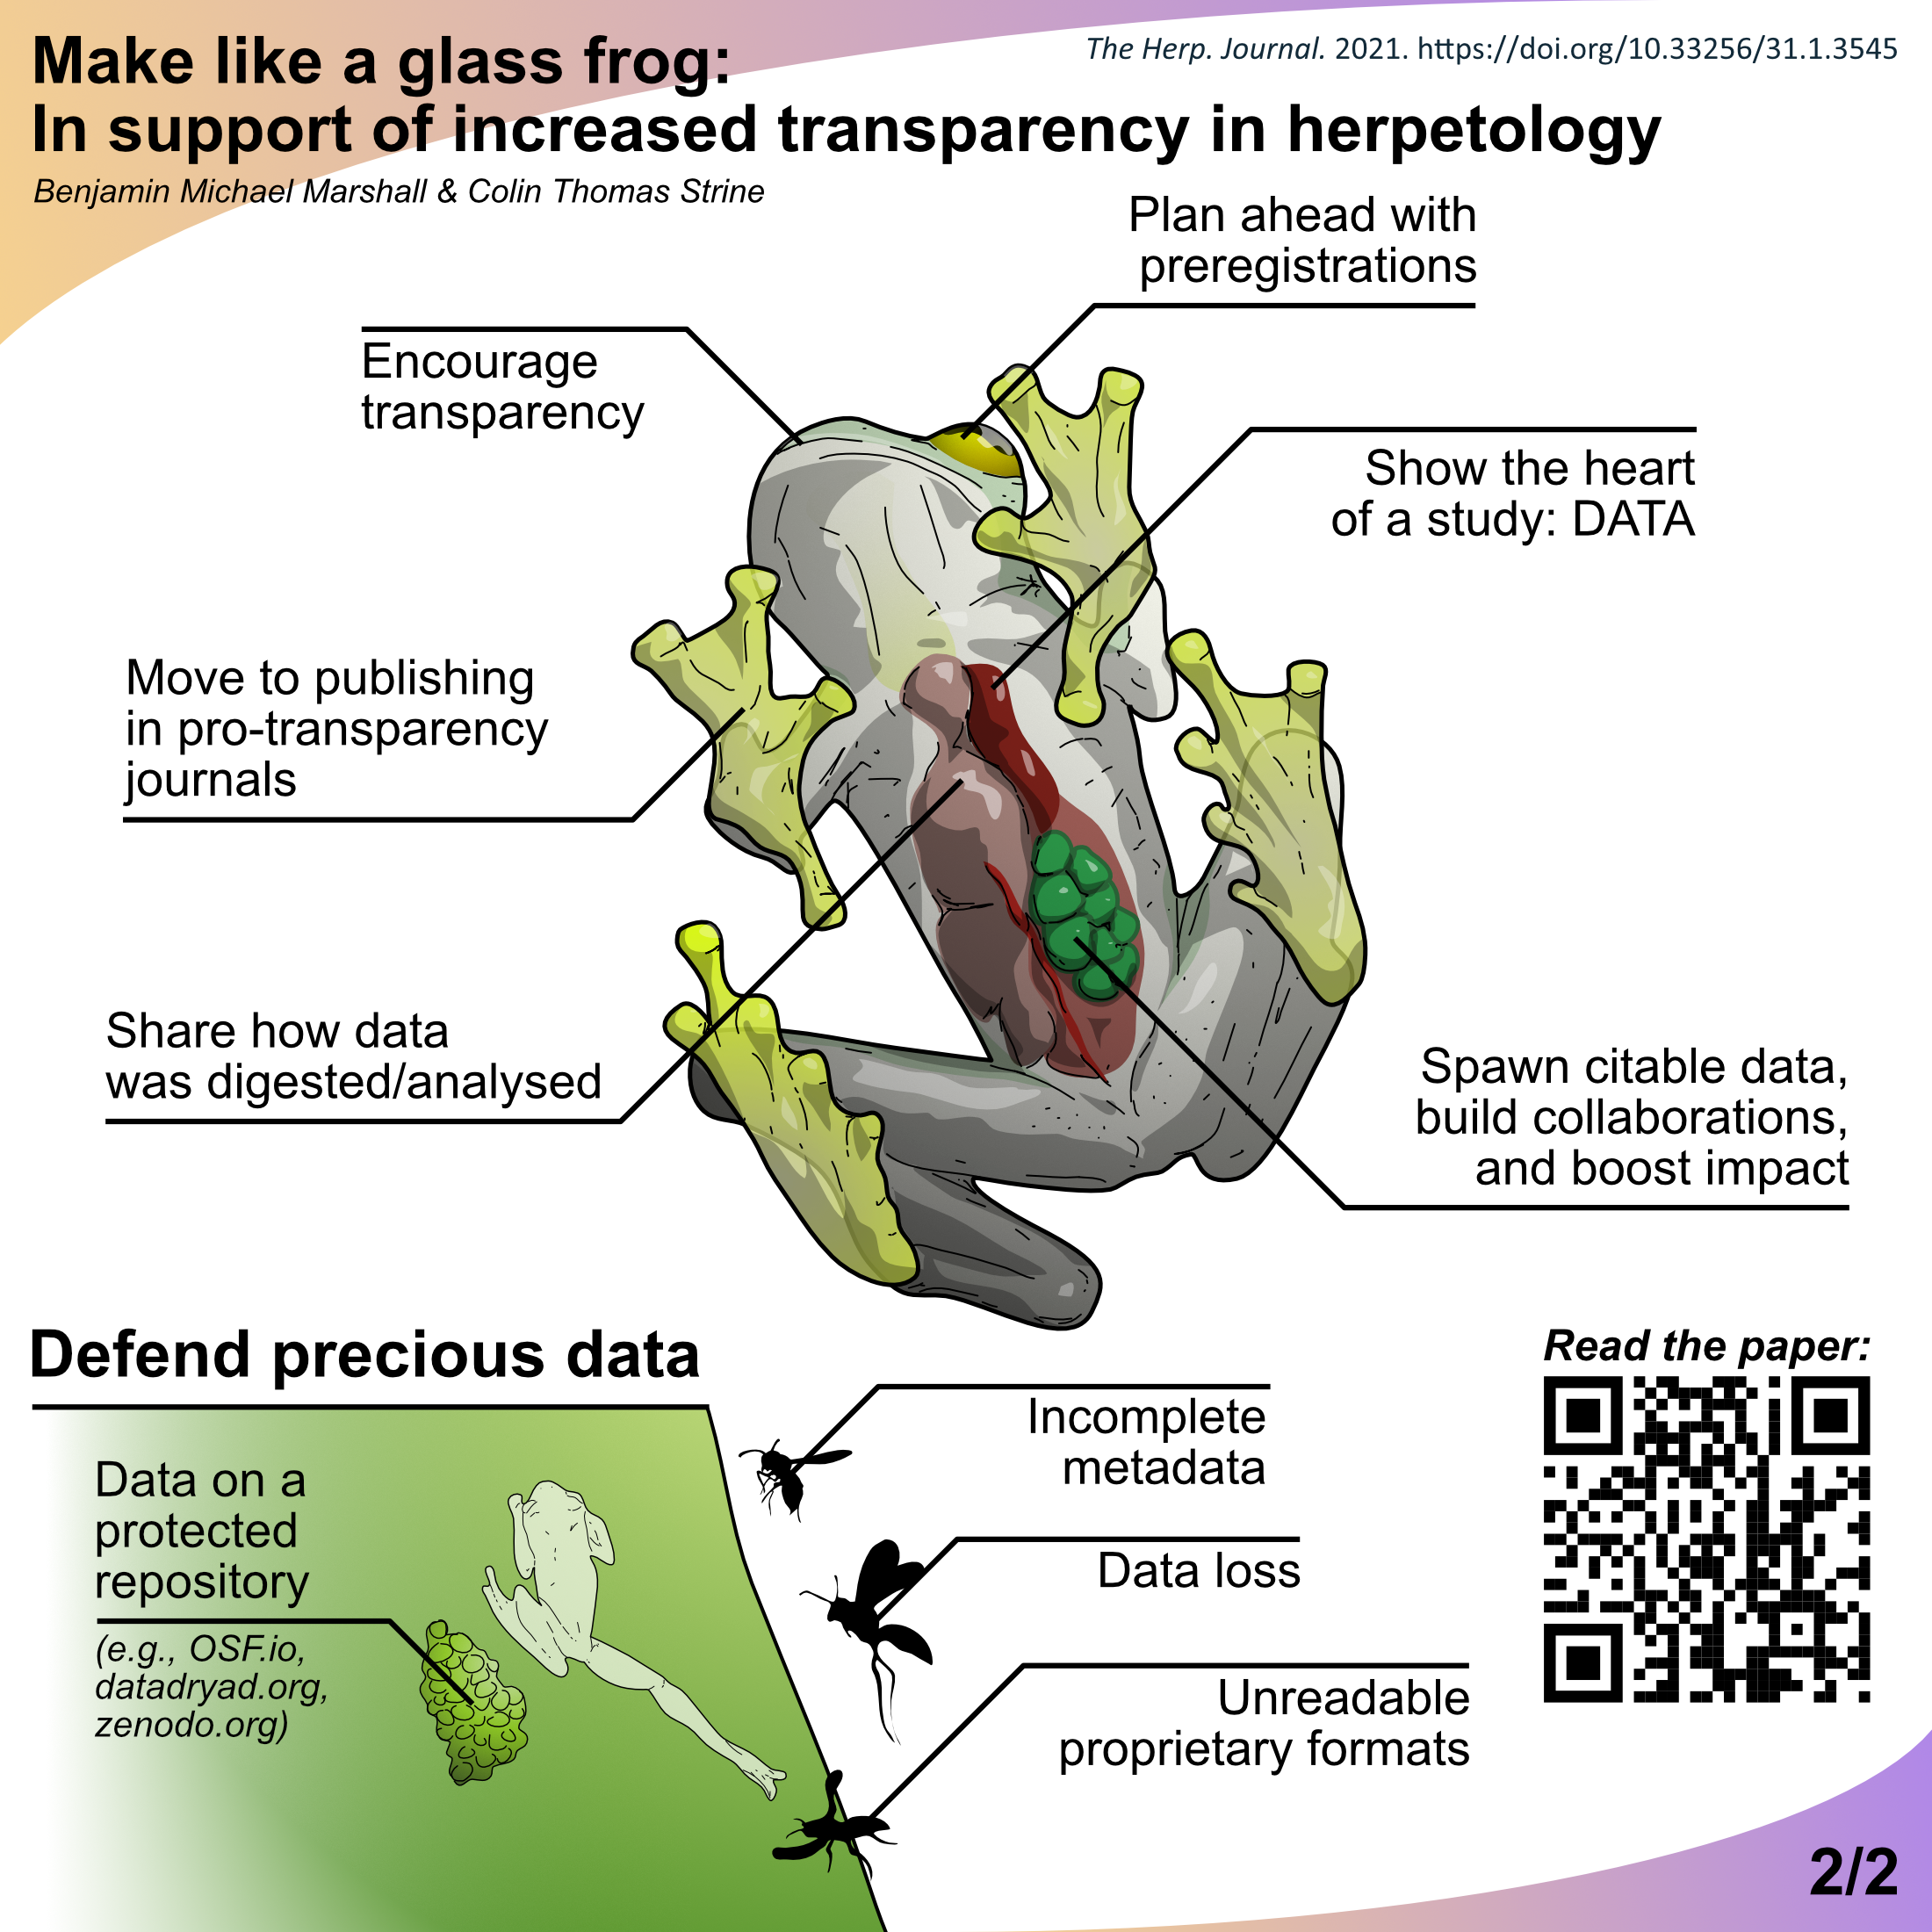 Make like a glass frog:
In support of increased transparency in herpetology
Benjamin Michael Marshall & Colin Thomas Strine
The Herp. Journal. 2021. https://doi.org/10.33256/31.1.3545
Plan ahead with
preregistrations
Encourage
transparency
Show the heart
of a study: DATA
Move to publishing
in pro-transparency
journals
Share how data
was digested/analysed
Spawn citable data,
build collaborations,
and boost impact
Defend precious data
Data on a
protected
repository
(e.g., OSF.io,
datadryad.org,
zenodo.org)
Incomplete
metadata
Data loss
Unreadable
proprietary formats
Read the paper:
2/2